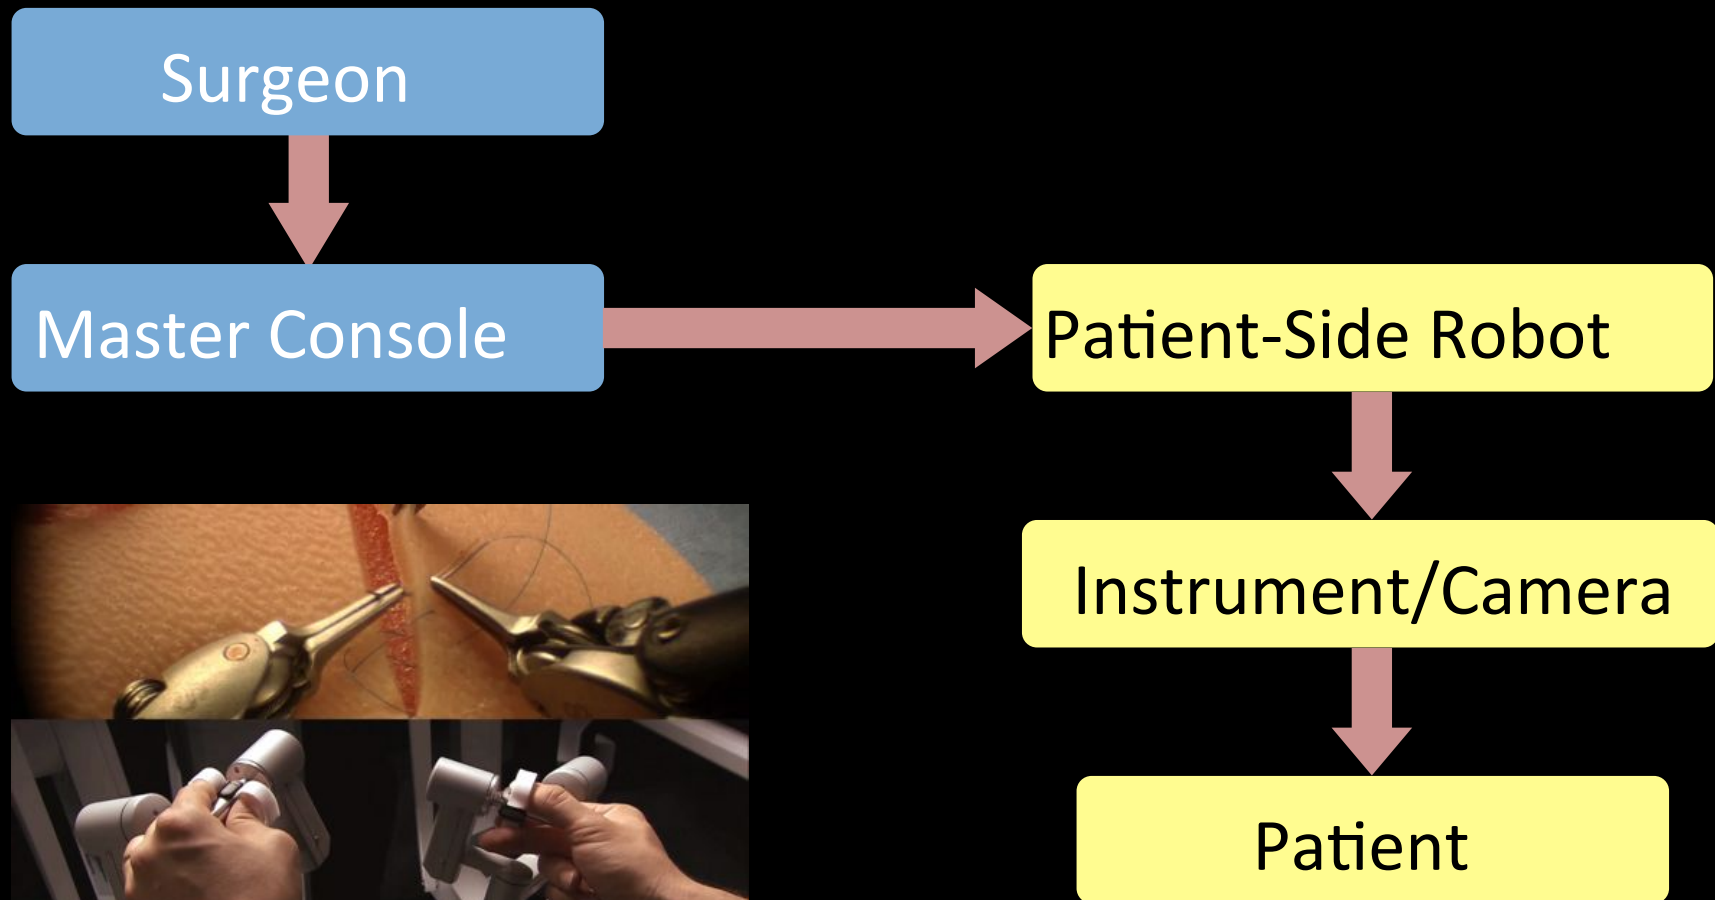 Surgeon
Master Console
Patient-Side Robot
Instrument/Camera
Patient